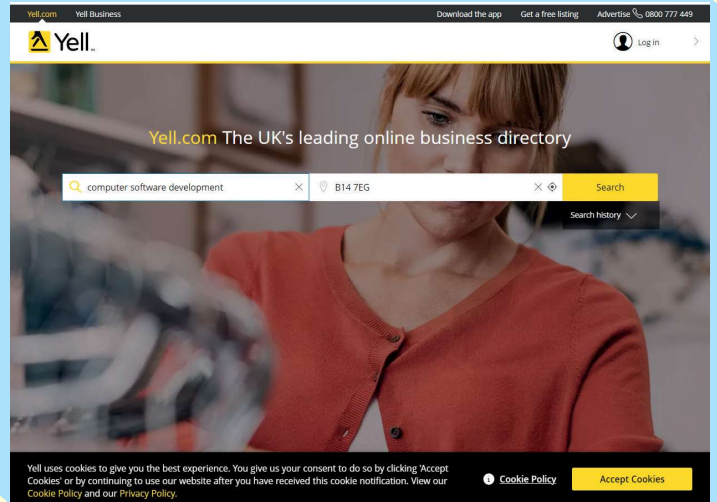 Yell.com Yell Business Download the app Get a free listing Advertise 0800 777 449
Yell
Log in
Yell.com The UK's leading online business directory
computer software development B14 7EG Search
Search history
Yell uses cookies to give you the best experience. You give us your consent to do so by clicking 'Accept
Cookies' or by continuing to use our website after you have received this cookie notification. View our
Cookie Policy and our Privacy Policy.
Cookie Policy
Accept Cookies